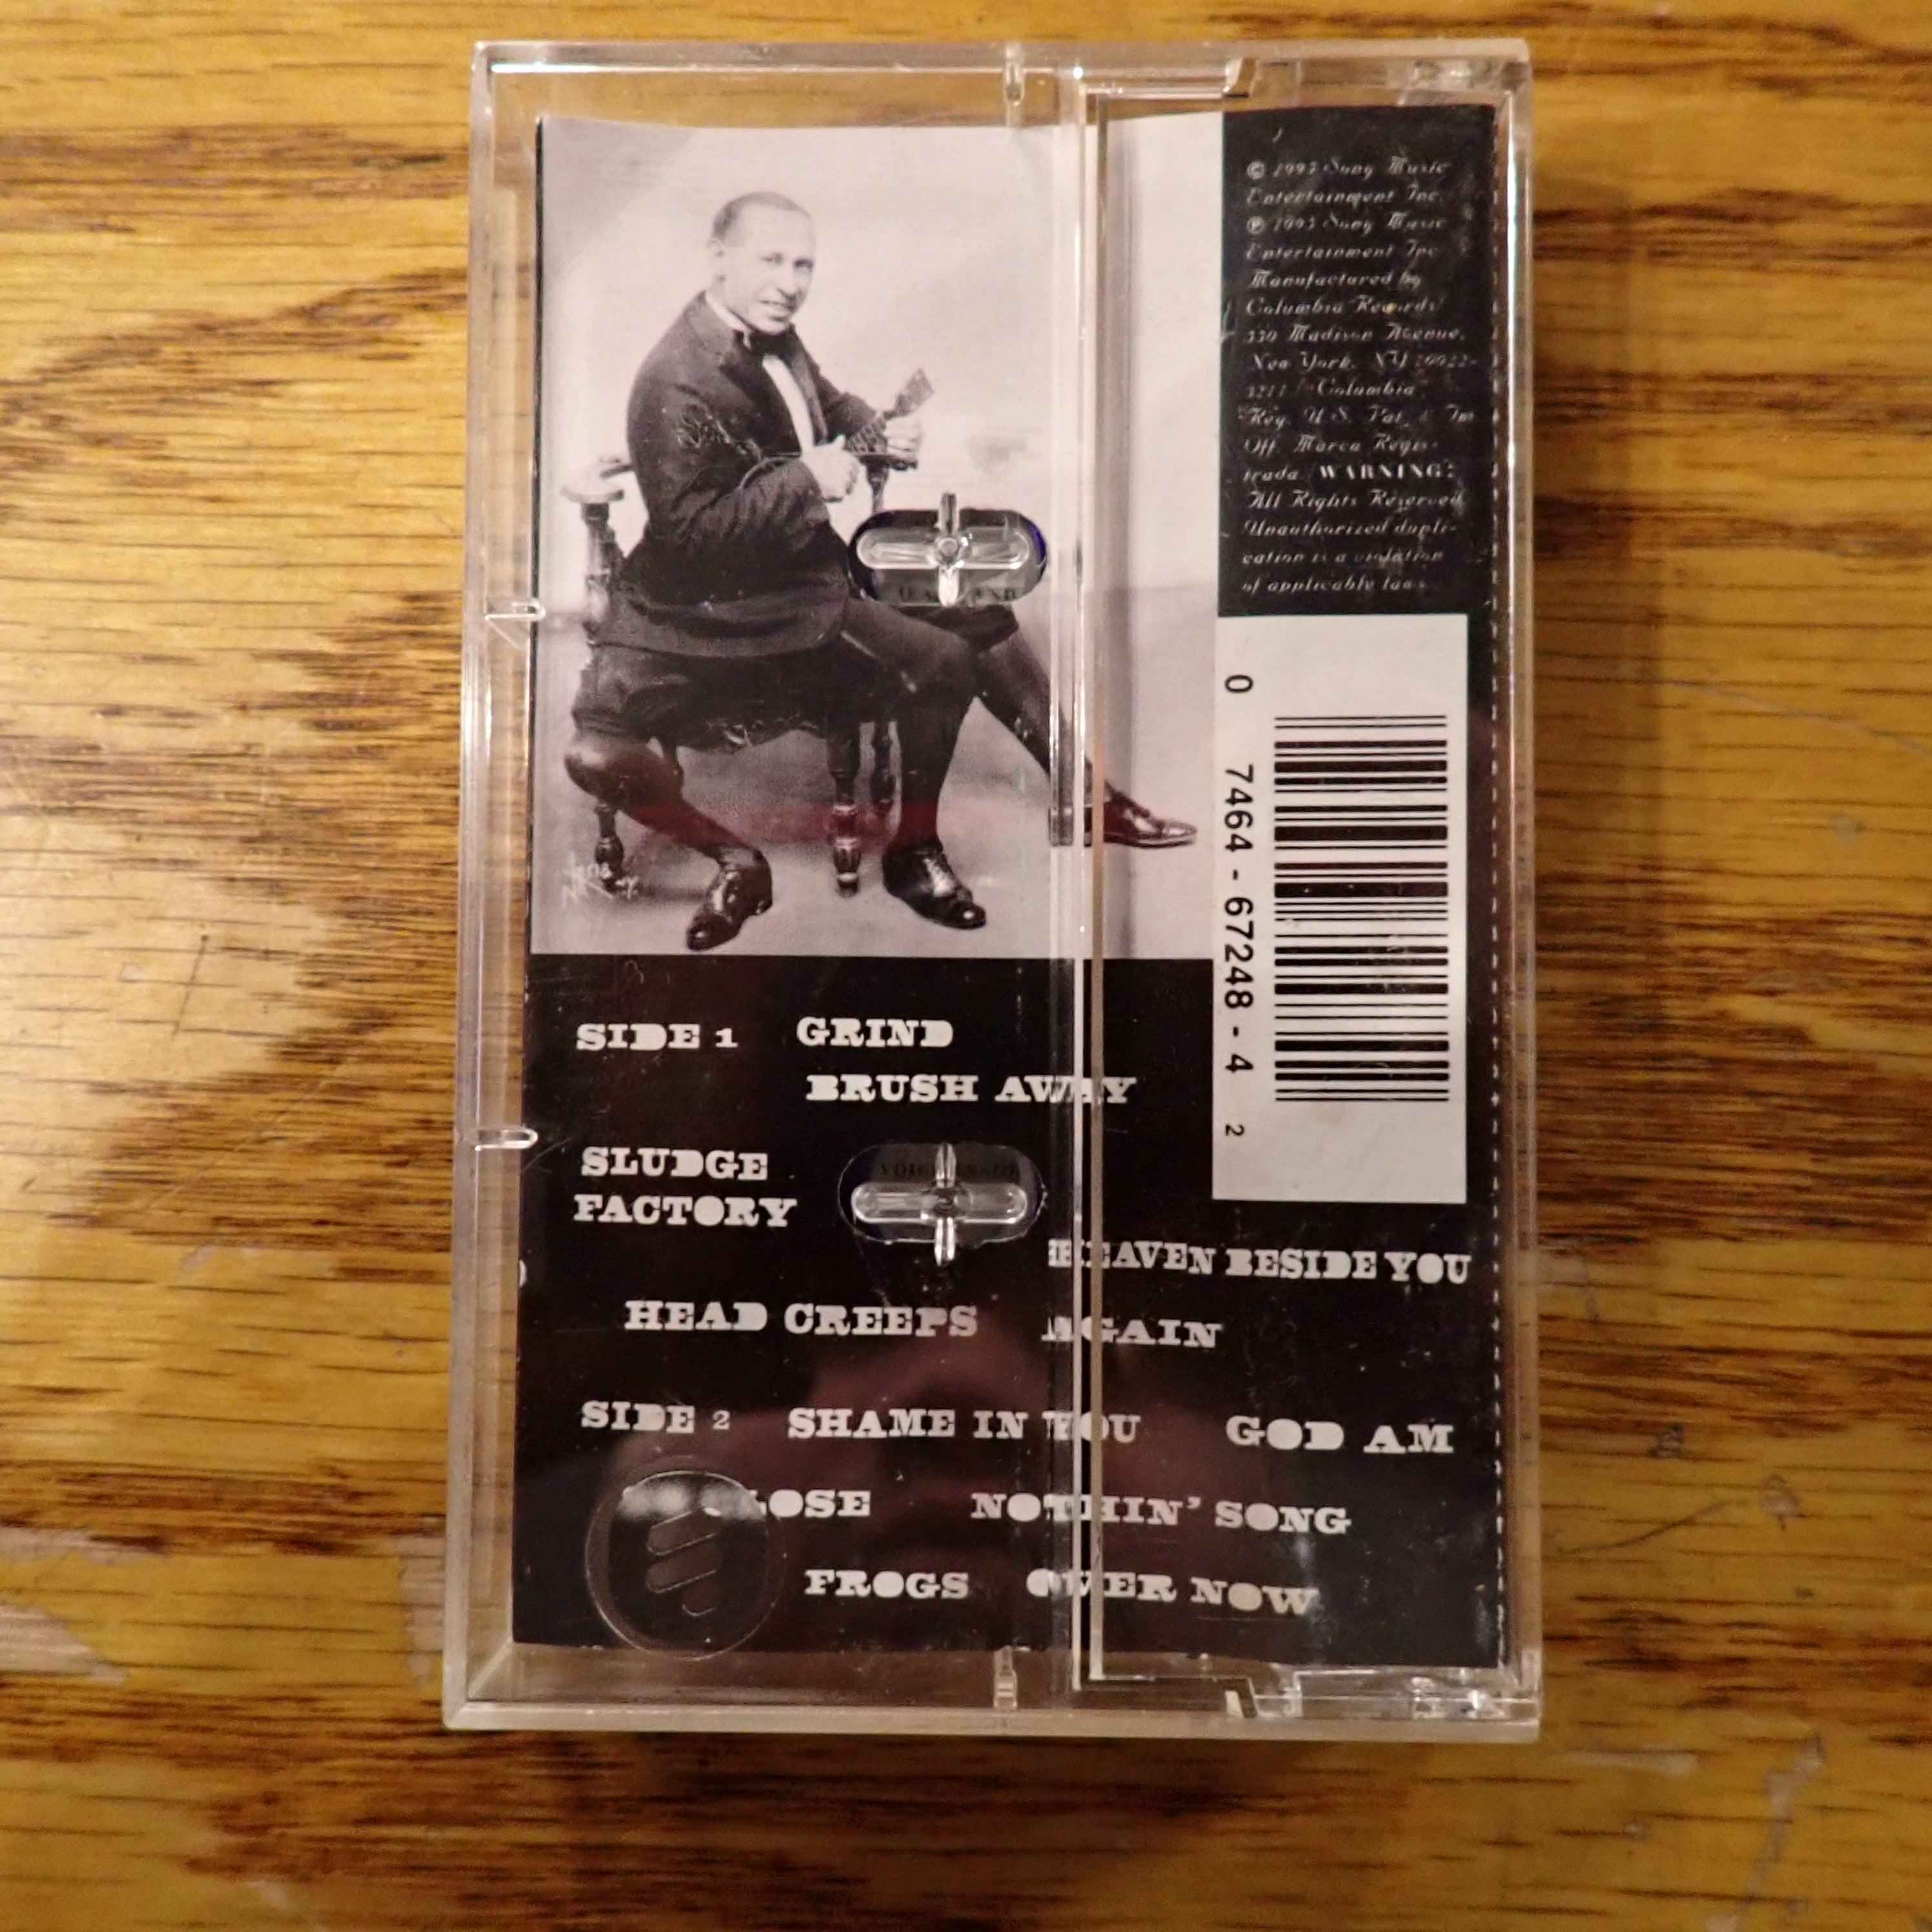 © 1995 Sony Music
Entertainment Inc.
℗ 1995 Sony Music
Entertainment Inc
Manufactured by
Columbia Records
550 Madison Avenue,
New York, NY 10022-
3211 "Columbia"
Reg. U.S. Pat. & Tm.
Off. Marca Regis-
trada. WARNING:
All Rights Reserved
Unauthorized dupli-
cation is a violation
of applicable laws.
0 7464-67248-4 2
SIDE 1 GRIND
BRUSH AWAY
SLUDGE
FACTORY
HEAVEN BESIDE YOU
HEAD CREEPS AGAIN
SIDE 2 SHAME IN YOU GOD AM
CLOSE NOTHIN' SONG
FROGS OVER NOW